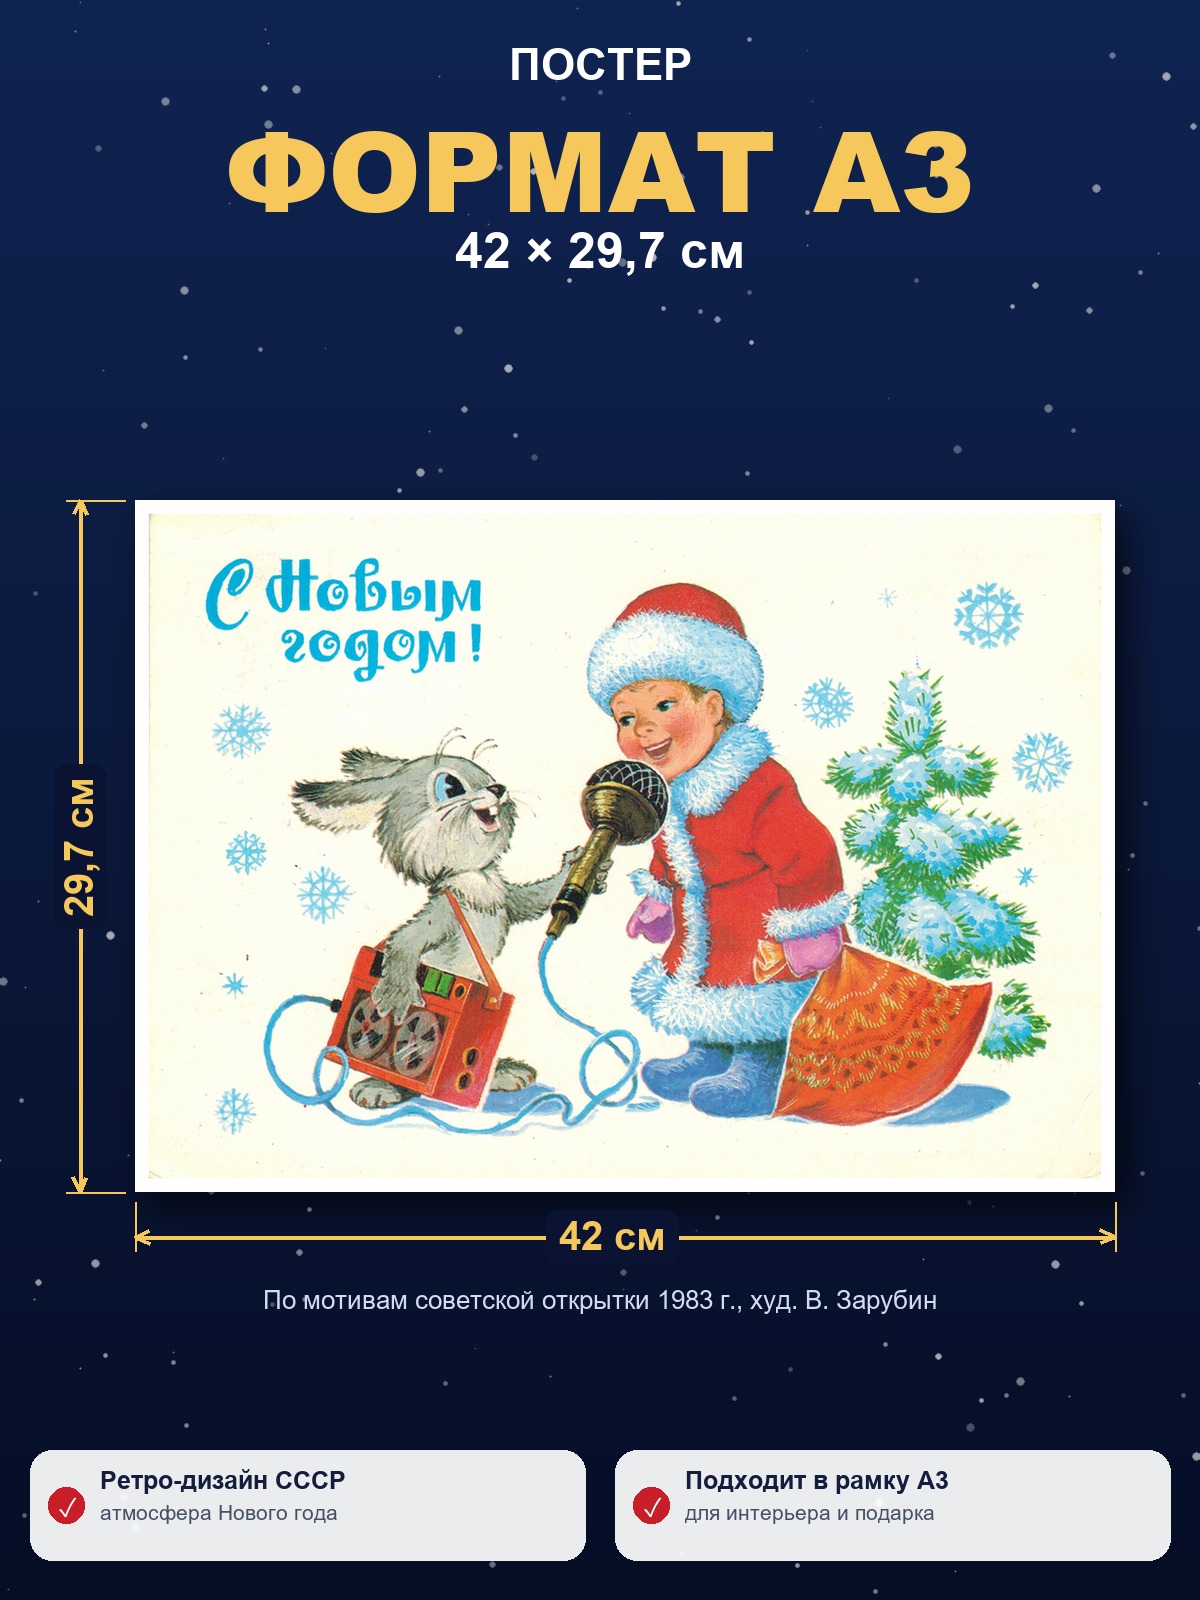 ПОСТЕР
ФОРМАТ А3
42 × 29,7 см
С Новым
годом!
29,7 см
42 см
По мотивам советской открытки 1983 г., худ. В. Зарубин
Ретро-дизайн СССР
атмосфера Нового года
Подходит в рамку А3
для интерьера и подарка